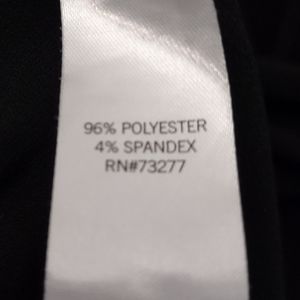 96% POLYESTER
4% SPANDEX
RN#73277